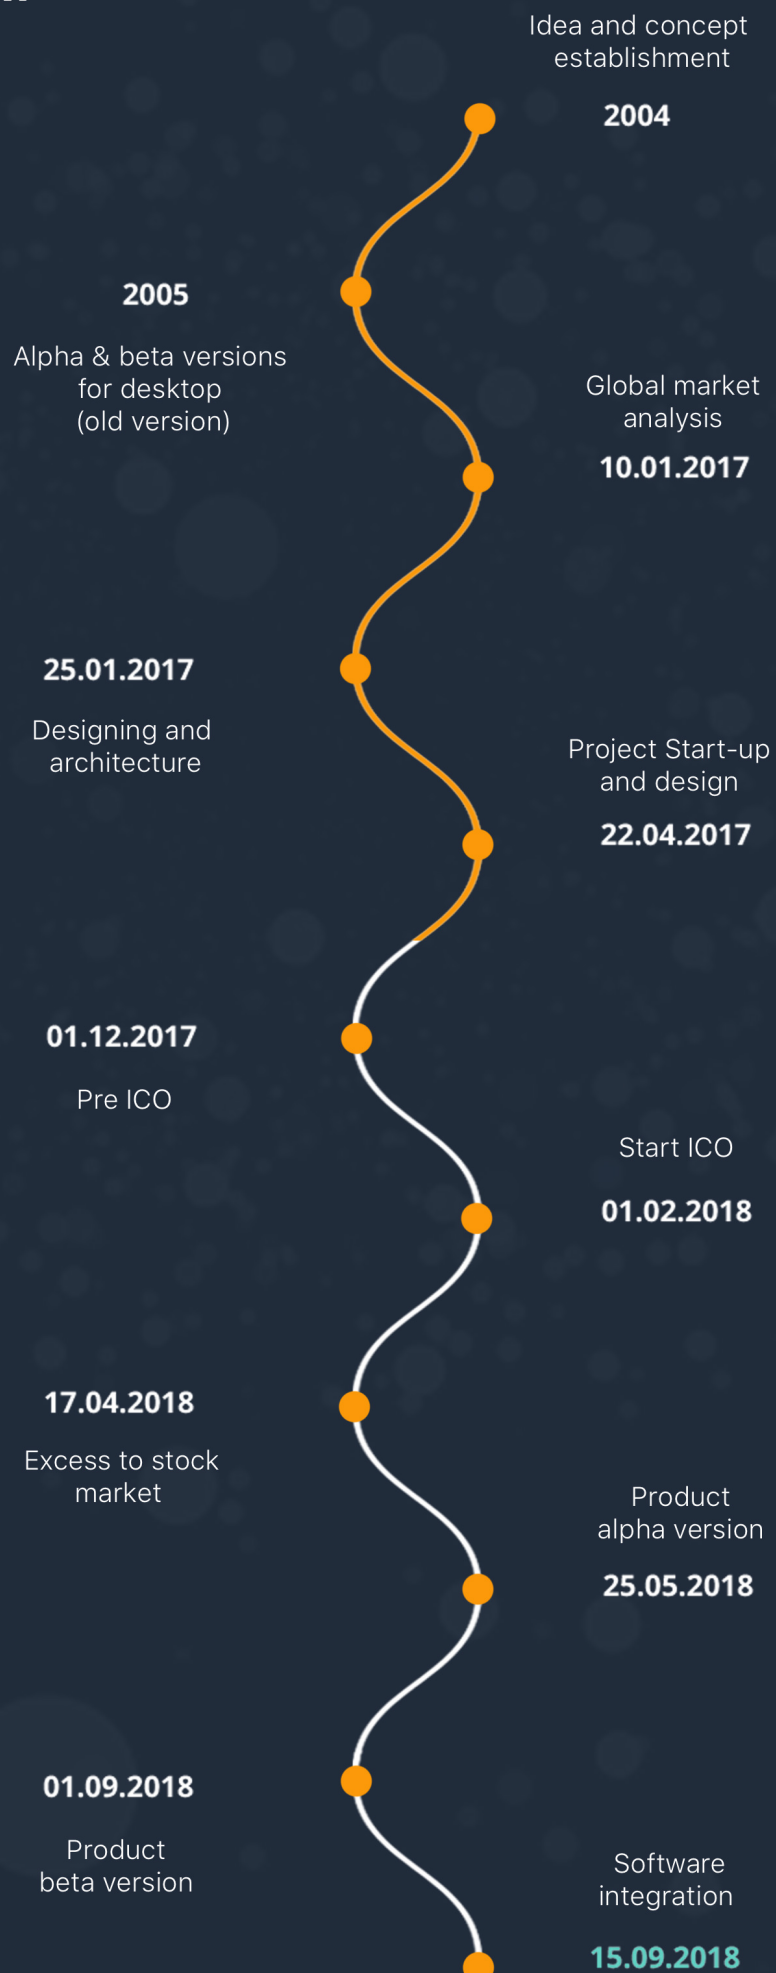 Idea and concept
establishment
2004
2005
Alpha & beta versions
for desktop
(old version)
Global market
analysis
10.01.2017
25.01.2017
Designing and
architecture
Project Start-up
and design
22.04.2017
01.12.2017
Pre ICO
Start ICO
01.02.2018
17.04.2018
Excess to stock
market
Product
alpha version
25.05.2018
01.09.2018
Product
beta version
Software
integration
15.09.2018